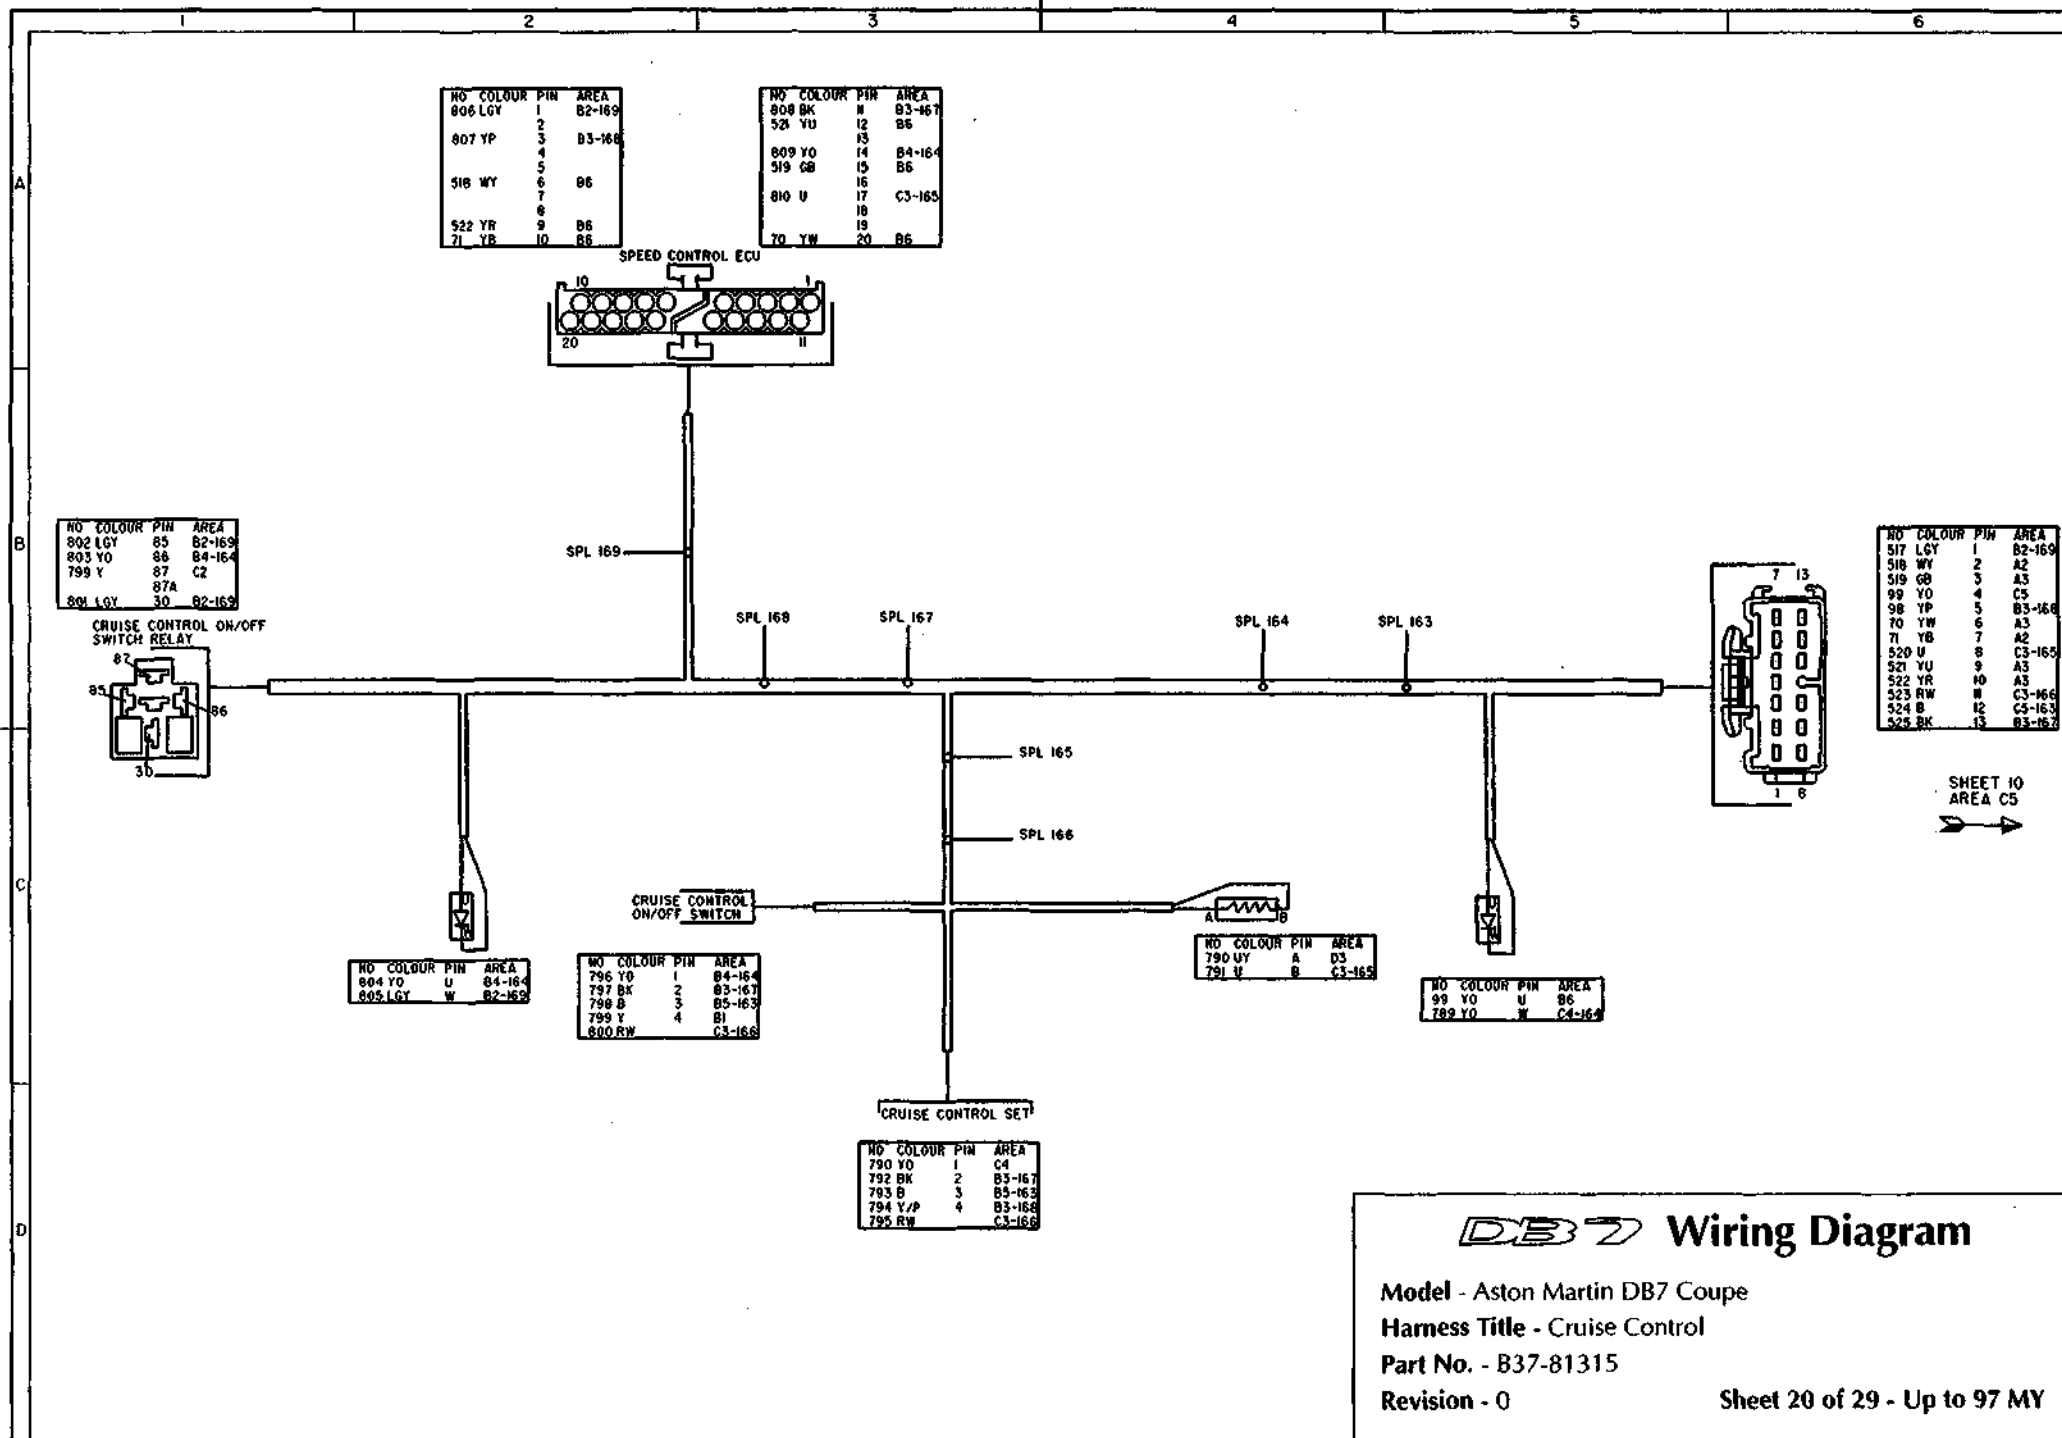 1 2 3 4 5 6
A
B
C
D
NO COLOUR PIN AREA
806 LGY 1 B2-169
2
807 YP 3 B3-168
4
5
518 WY 6 B6
7
8
522 YR 9 B6
71 YB 10 B6
NO COLOUR PIN AREA
808 BK 11 B3-167
521 YU 12 B6
13
809 YO 14 B4-164
519 GB 15 B6
16
810 U 17 C3-165
18
19
70 YW 20 B6
SPEED CONTROL ECU
10 1
20 11
NO COLOUR PIN AREA
802 LGY 85 B2-169
803 YO 86 B4-164
799 Y 87 C2
87A
801 LGY 30 B2-169
CRUISE CONTROL ON/OFF
SWITCH RELAY
87
85
86
30
SPL 169
SPL 168
SPL 167
SPL 164
SPL 163
SPL 165
SPL 166
7 13
1 8
NO COLOUR PIN AREA
517 LGY 1 B2-169
518 WY 2 A2
519 GB 3 A3
99 YO 4 C5
98 YP 5 B3-168
70 YW 6 A3
71 YB 7 A2
520 U 8 C3-165
521 YU 9 A3
522 YR 10 A3
523 RW 11 C3-166
524 B 12 C5-163
525 BK 13 B3-167
SHEET 10
AREA C5
U
W
NO COLOUR PIN AREA
804 YO U B4-164
805 LGY W B2-169
CRUISE CONTROL
ON/OFF SWITCH
NO COLOUR PIN AREA
796 YO 1 B4-164
797 BK 2 B3-167
798 B 3 B5-163
799 Y 4 B1
800 RW C3-166
A B
NO COLOUR PIN AREA
790 UY A D3
791 U B C3-165
NO COLOUR PIN AREA
99 YO U B6
789 YO W C4-164
CRUISE CONTROL SET
NO COLOUR PIN AREA
790 YO 1 C4
792 BK 2 B3-167
793 B 3 B5-163
794 Y/P 4 B3-168
795 RW C3-166
DB7 Wiring Diagram
Model - Aston Martin DB7 Coupe
Harness Title - Cruise Control
Part No. - B37-81315
Revision - 0 Sheet 20 of 29 - Up to 97 MY